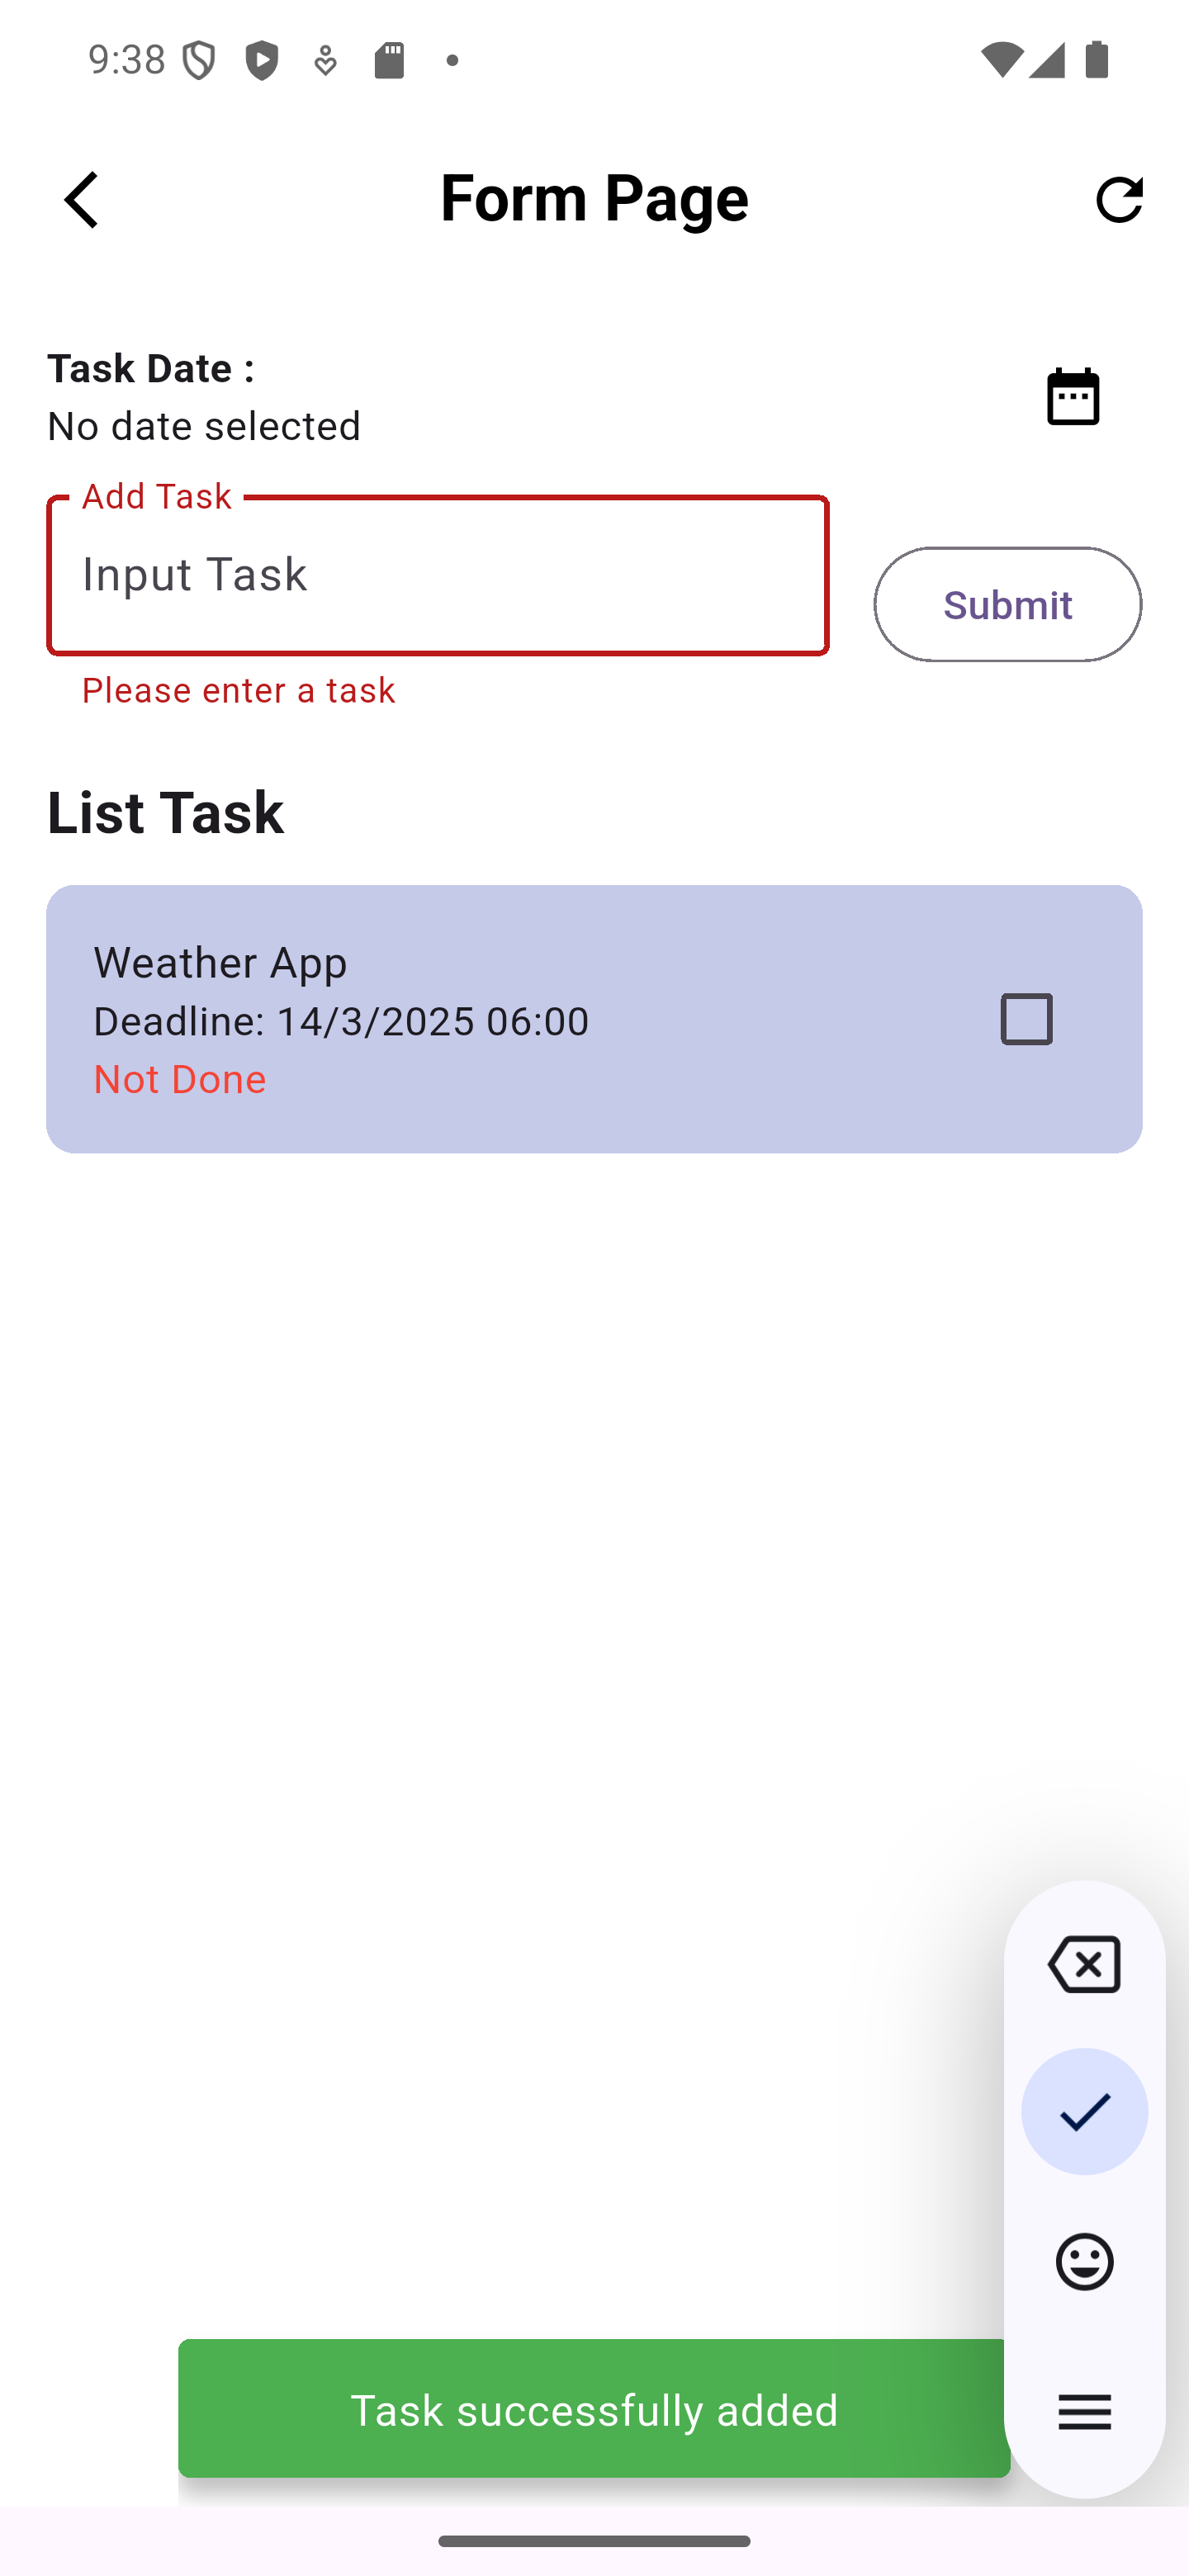 9:38
Form Page
Task Date :
No date selected
Add Task
Input Task
Submit
Please enter a task
List Task
Weather App
Deadline: 14/3/2025 06:00
Not Done
Task successfully added